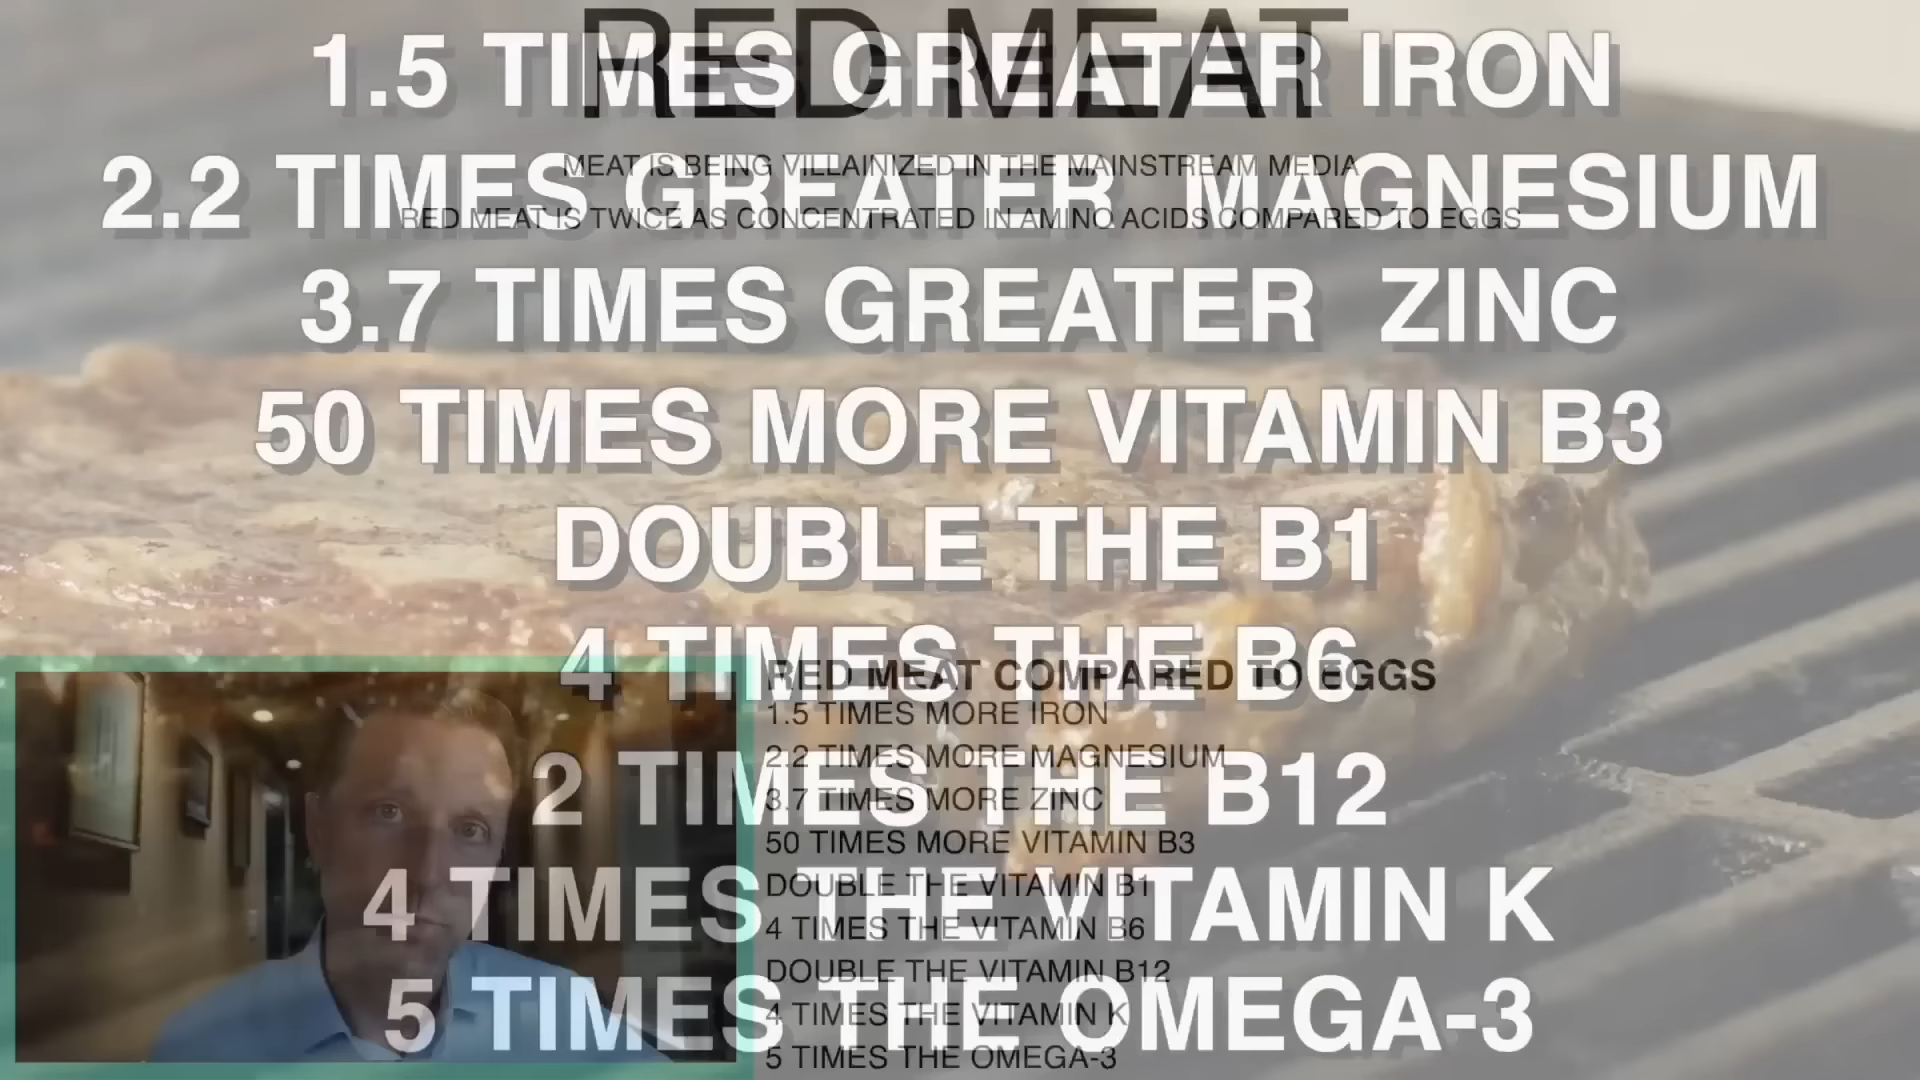 RED MEAT
1.5 TIMES GREATER IRON
MEAT IS BEING VILLAINIZED IN THE MAINSTREAM MEDIA
2.2 TIMES GREATER MAGNESIUM
RED MEAT IS TWICE AS CONCENTRATED IN AMINO ACIDS COMPARED TO EGGS
3.7 TIMES GREATER ZINC
50 TIMES MORE VITAMIN B3
DOUBLE THE B1
4 TIMES THE B6
2 TIMES THE B12
4 TIMES THE VITAMIN K
5 TIMES THE OMEGA-3
RED MEAT COMPARED TO EGGS
1.5 TIMES MORE IRON
2.2 TIMES MORE MAGNESIUM
3.7 TIMES MORE ZINC
50 TIMES MORE VITAMIN B3
DOUBLE THE VITAMIN B1
4 TIMES THE VITAMIN B6
DOUBLE THE VITAMIN B12
4 TIMES THE VITAMIN K
5 TIMES THE OMEGA-3